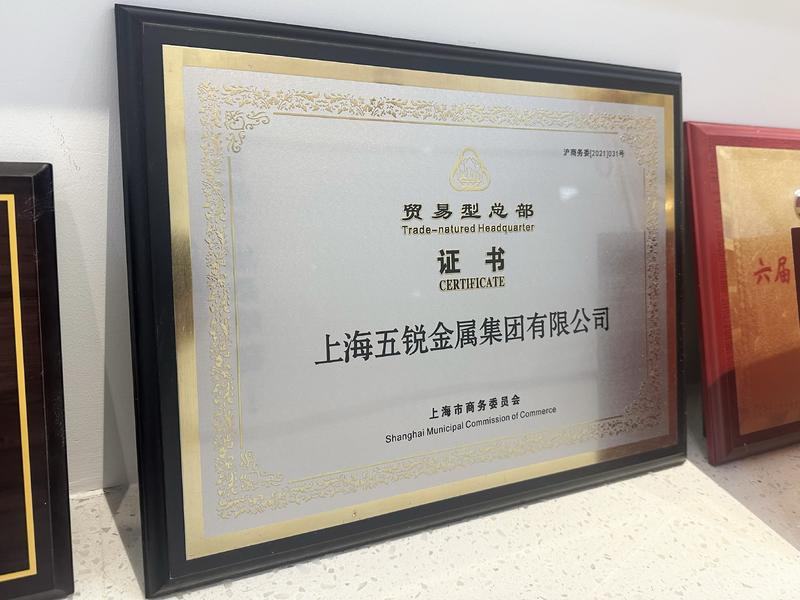 沪商务委[2021]031号
贸易型总部
Trade-natured Headquarter
证书
CERTIFICATE
上海五锐金属集团有限公司
上海市商务委员会
Shanghai Municipal Commission of Commerce
六届